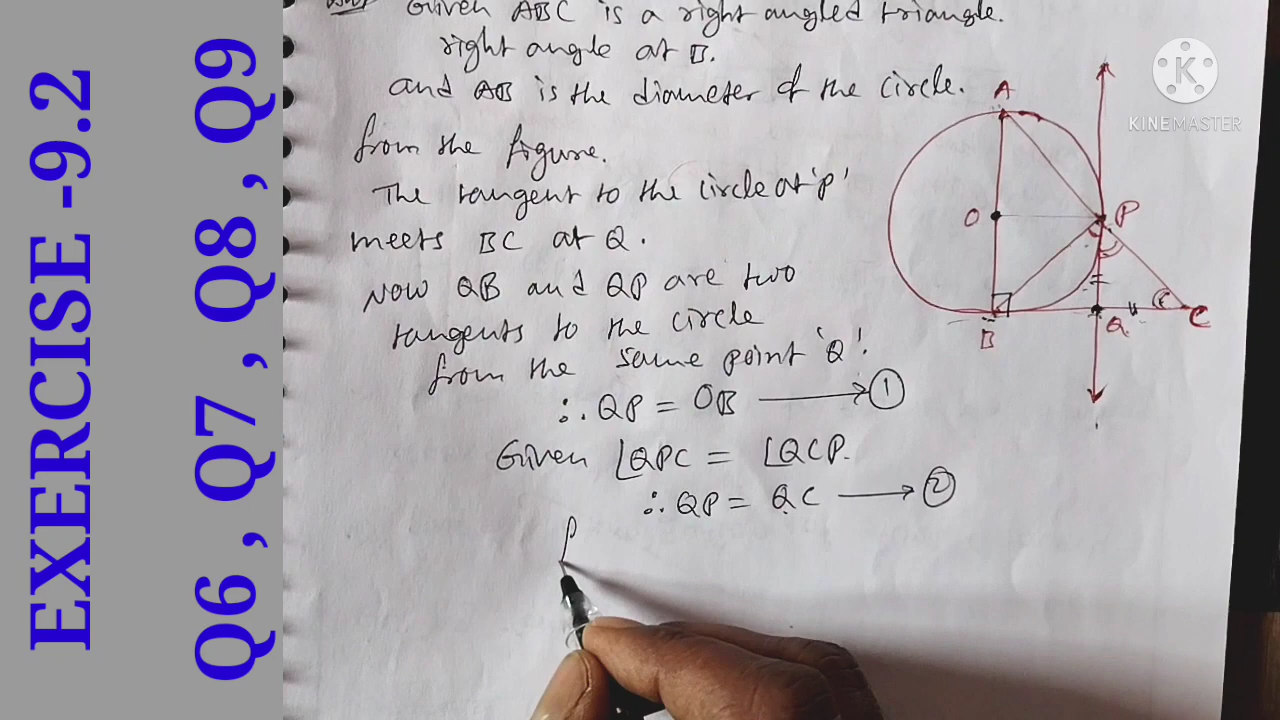 EXERCISE -9.2
Q6 , Q7 , Q8 , Q9
Given ABC is a right angled triangle.
right angle at B.
and AB is the diameter of the circle.
from the figure.
The tangent to the circle at 'P'
meets BC at Q.
Now QB and QP are two
tangents to the circle
from the same point 'Q'.
∴ QP = OB ⟶ ①
Given ∠QPC = ∠QCP.
∴ QP = QC ⟶ ②
A
O
P
B
Q
C
K
KINEMASTER